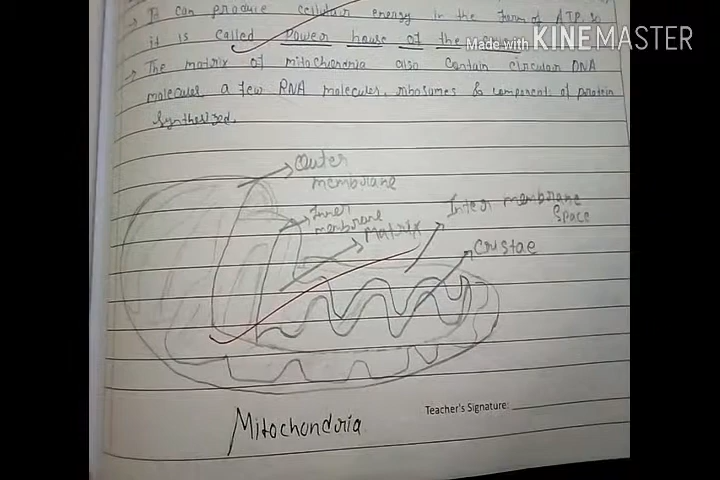 → It can produce cellular energy in the form of ATP. So
it is called Power house of the
Made with KINEMASTER
→ The matrix of mitochondria also contain circular DNA
molecules a few RNA molecules, ribosomes & component of protein
synthesized.
Outer
membrane
Inner
membrane
Matrix
Inter membrane
Space
Cristae
Mitochondria
Teacher's Signature: